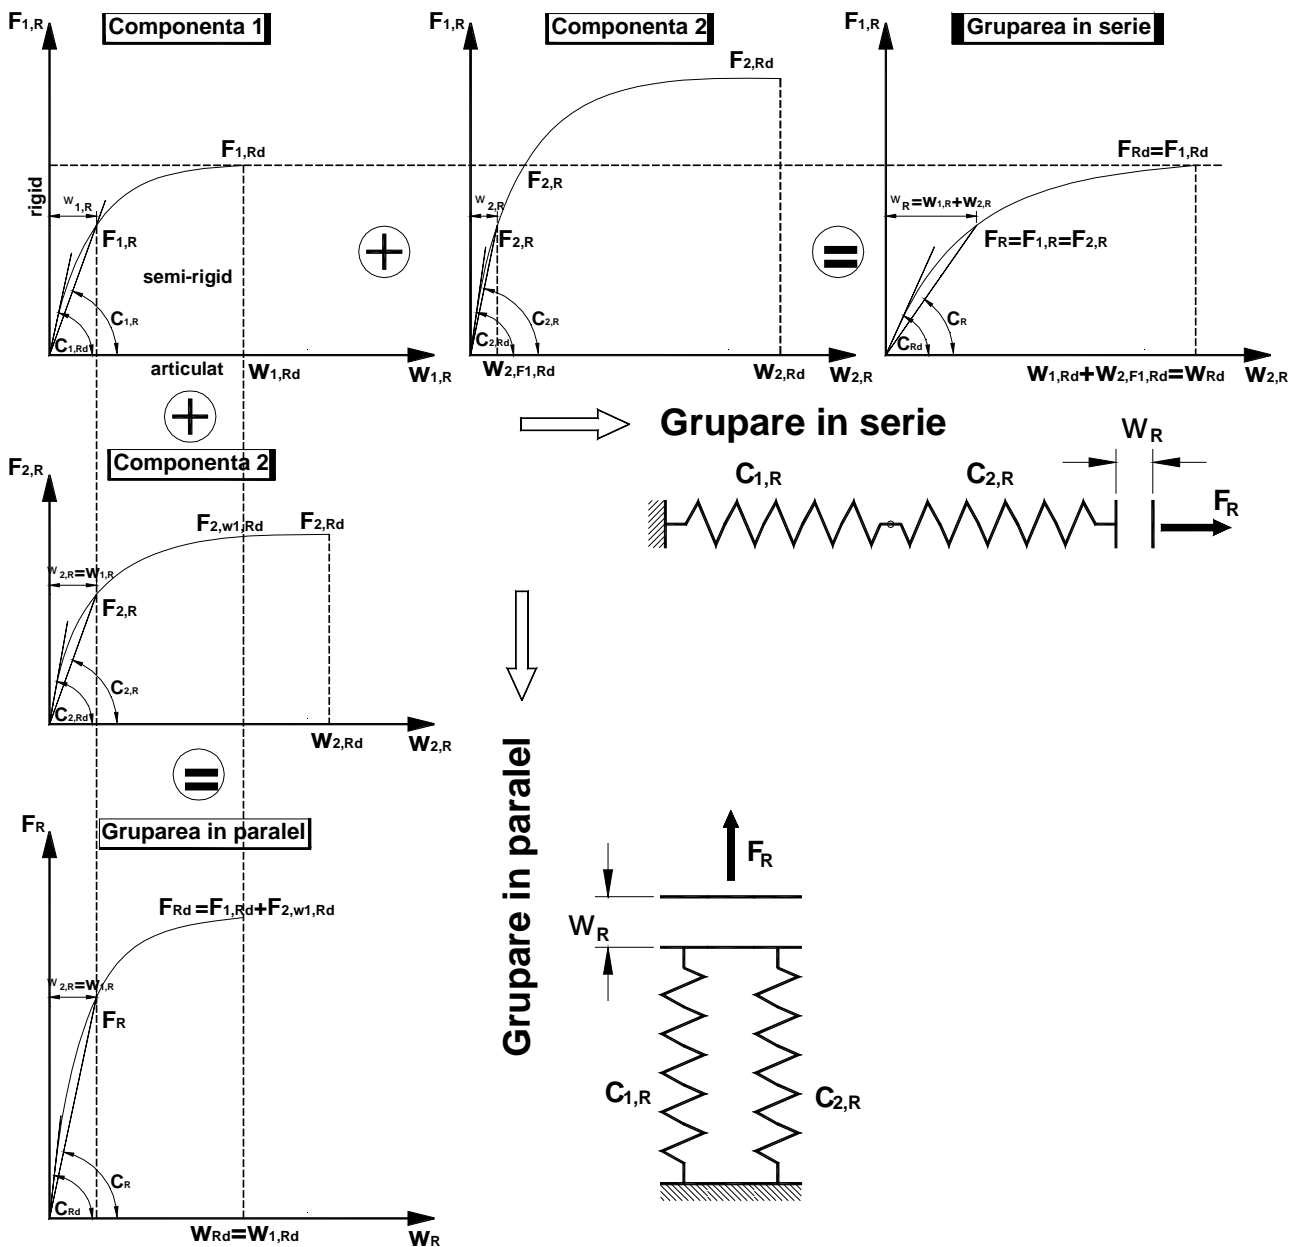 F1,R
Componenta 1
Componenta 2
F1,R
Gruparea in serie
F2,Rd
F1,Rd
FRd=F1,Rd
rigid
w1,R
F2,R
w2,R
wR=w1,R+w2,R
F1,R
F2,R
FR=F1,R=F2,R
semi-rigid
C1,R
C2,R
CR
C1,Rd
C2,Rd
CRd
articulat
w1,Rd
w1,R
w2,F1,Rd
w2,Rd
w2,R
w1,Rd+w2,F1,Rd=wRd
w2,R
Grupare in serie
WR
F2,R
Componenta 2
C1,R
C2,R
FR
F2,w1,Rd
F2,Rd
w2,R=w1,R
F2,R
C2,R
C2,Rd
w2,Rd
w2,R
Grupare in paralel
FR
Gruparea in paralel
FR
FRd=F1,Rd+F2,w1,Rd
WR
w2,R=w1,R
FR
C1,R
C2,R
CR
CRd
wRd=w1,Rd
wR